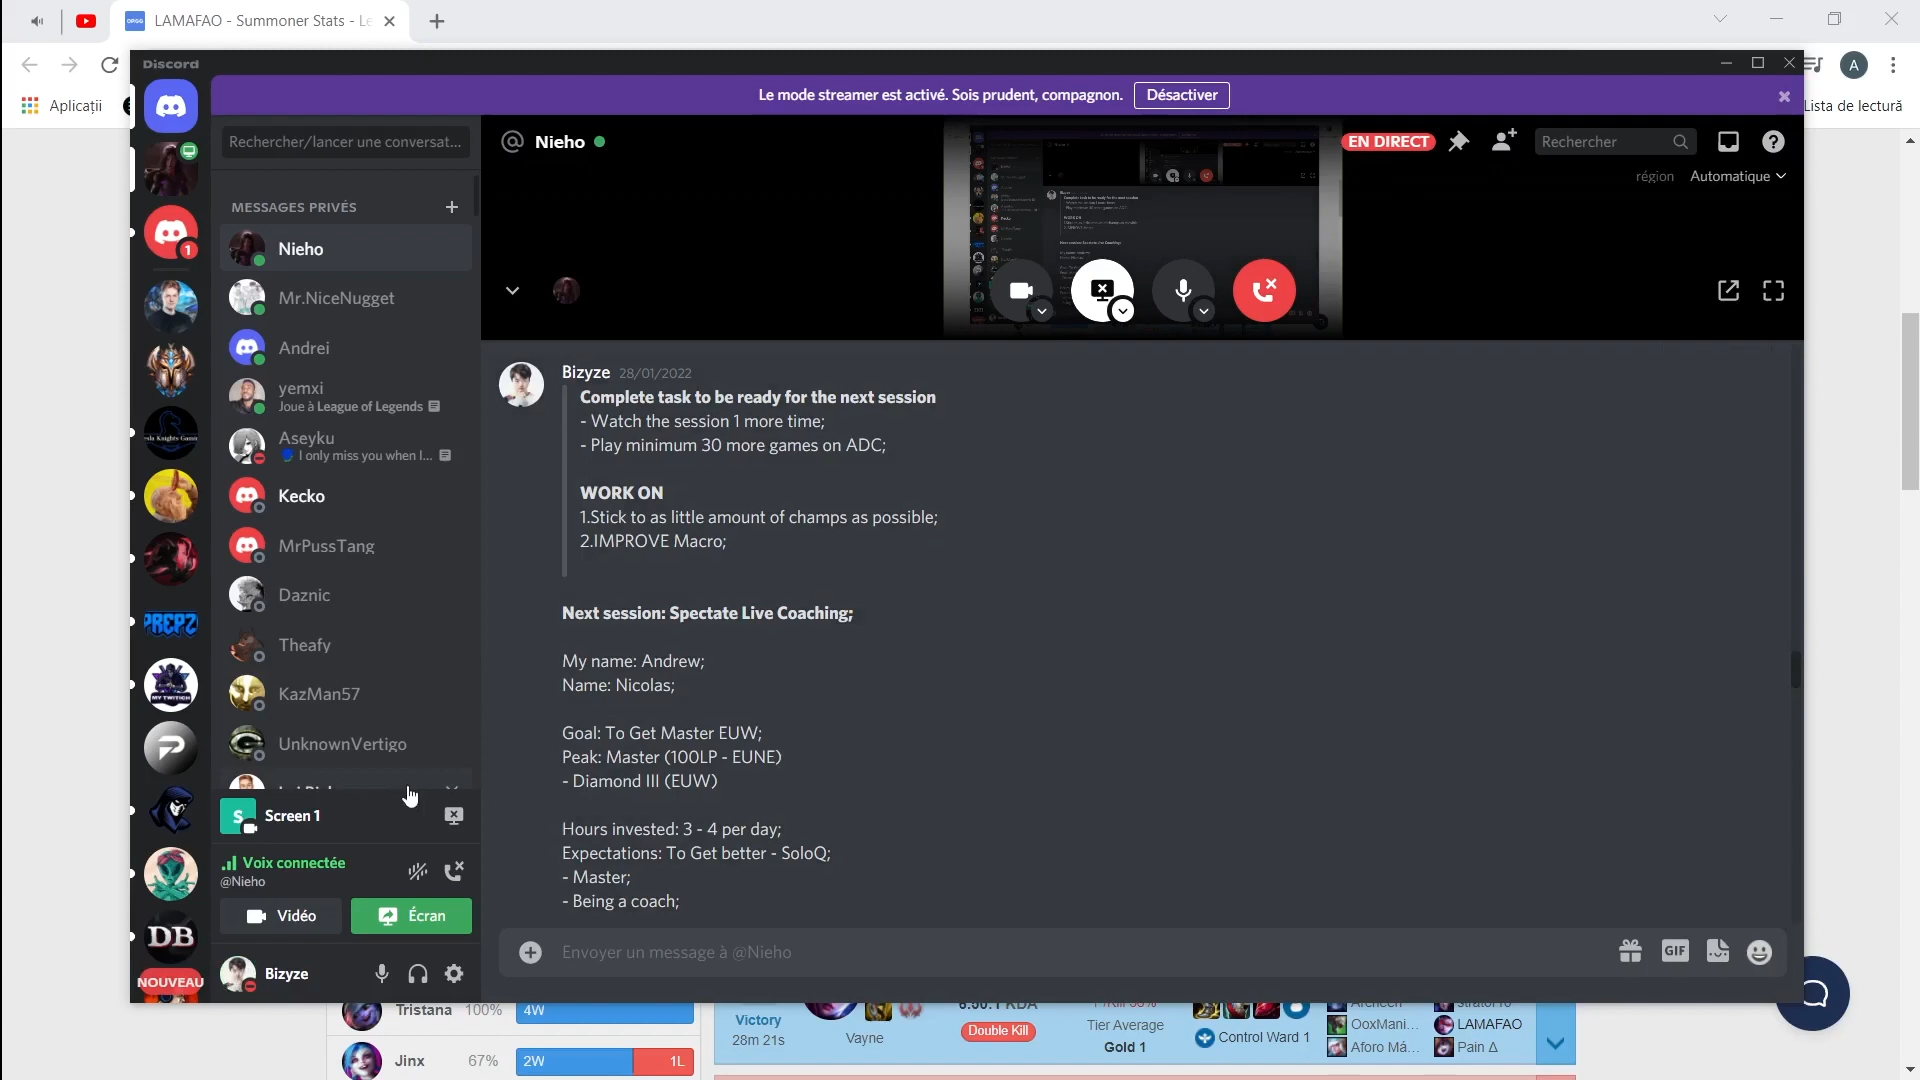 LAMAFAO - Summoner Stats - Le
Discord
Aplicații
Le mode streamer est activé. Sois prudent, compagnon.
Désactiver
Lista de lectură
A
Rechercher/lancer une conversat...
Nieho
EN DIRECT
Rechercher
région Automatique
MESSAGES PRIVÉS
Nieho
Mr.NiceNugget
Andrei
yemxi
Joue à League of Legends
Aseyku
I only miss you when I...
Kecko
MrPussTang
Daznic
Theafy
KazMan57
UnknownVertigo
1
PREPZ
MY TWITCH
DB
NOUVEAU
S
Screen 1
Voix connectée
@Nieho
Vidéo
Écran
Bizyze
Bizyze 28/01/2022
Complete task to be ready for the next session
- Watch the session 1 more time;
- Play minimum 30 more games on ADC;
WORK ON
1.Stick to as little amount of champs as possible;
2.IMPROVE Macro;
Next session: Spectate Live Coaching;
My name: Andrew;
Name: Nicolas;
Goal: To Get Master EUW;
Peak: Master (100LP - EUNE)
- Diamond III (EUW)
Hours invested: 3 - 4 per day;
Expectations: To Get better - SoloQ;
- Master;
- Being a coach;
Envoyer un message à @Nieho
GIF
Tristana 100% 4W
Jinx 67% 2W 1L
Victory
28m 21s
Vayne
Double Kill
Tier Average
Gold 1
Control Ward 1
OoxMani...
Aforo Má...
LAMAFAO
Pain Δ